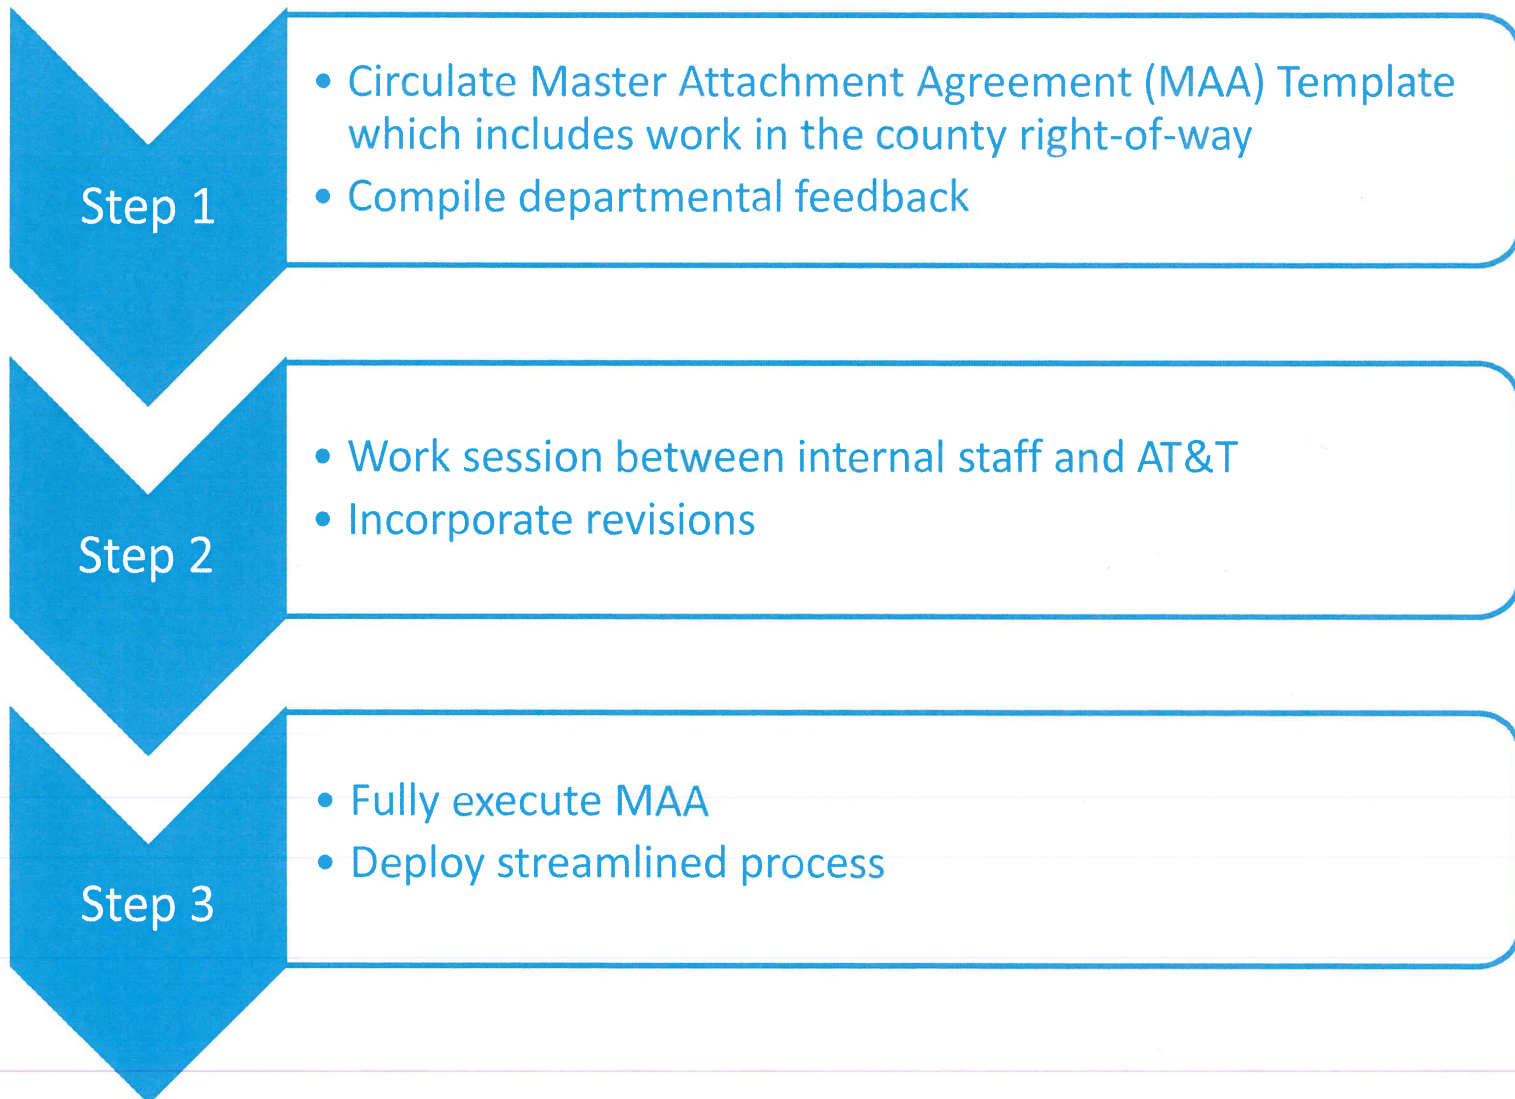 Step 1
• Circulate Master Attachment Agreement (MAA) Template
which includes work in the county right-of-way
• Compile departmental feedback
Step 2
• Work session between internal staff and AT&T
• Incorporate revisions
Step 3
• Fully execute MAA
• Deploy streamlined process